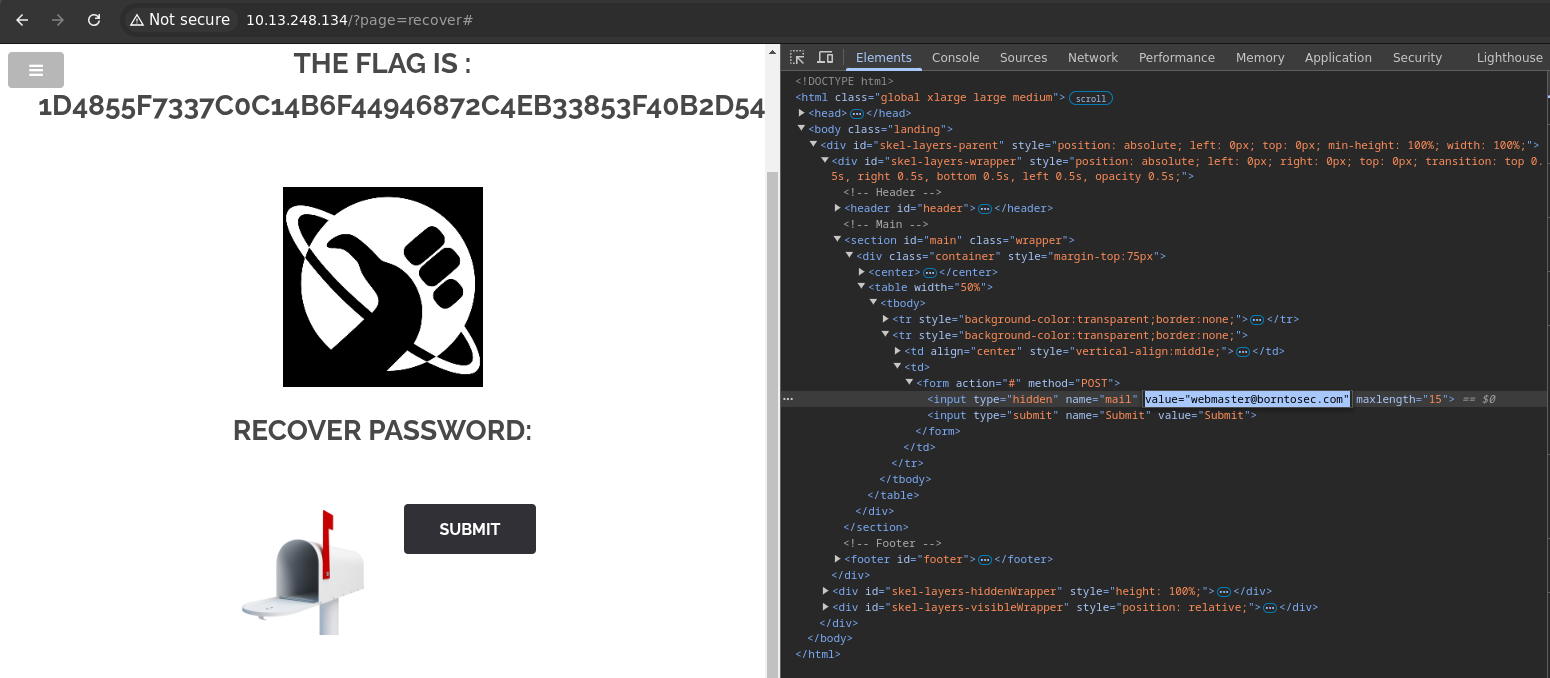 Not secure 10.13.248.134/?page=recover#
THE FLAG IS :
1D4855F7337C0C14B6F44946872C4EB33853F40B2D54
RECOVER PASSWORD:
SUBMIT
Elements Console Sources Network Performance Memory Application Security Lighthouse
<!DOCTYPE html>
<html class="global xlarge large medium"> scroll
<head> ⋯ </head>
<body class="landing">
<div id="skel-layers-parent" style="position: absolute; left: 0px; top: 0px; min-height: 100%; width: 100%;">
<div id="skel-layers-wrapper" style="position: absolute; left: 0px; right: 0px; top: 0px; transition: top 0.
5s, right 0.5s, bottom 0.5s, left 0.5s, opacity 0.5s;">
<!-- Header -->
<header id="header"> ⋯ </header>
<!-- Main -->
<section id="main" class="wrapper">
<div class="container" style="margin-top:75px">
<center> ⋯ </center>
<table width="50%">
<tbody>
<tr style="background-color:transparent;border:none;"> ⋯ </tr>
<tr style="background-color:transparent;border:none;">
<td align="center" style="vertical-align:middle;"> ⋯ </td>
<td>
<form action="#" method="POST">
<input type="hidden" name="mail" value="webmaster@borntosec.com" maxlength="15"> == $0
<input type="submit" name="Submit" value="Submit">
</form>
</td>
</tr>
</tbody>
</table>
</div>
</section>
<!-- Footer -->
<footer id="footer"> ⋯ </footer>
</div>
<div id="skel-layers-hiddenWrapper" style="height: 100%;"> ⋯ </div>
<div id="skel-layers-visibleWrapper" style="position: relative;"> ⋯ </div>
</div>
</body>
</html>